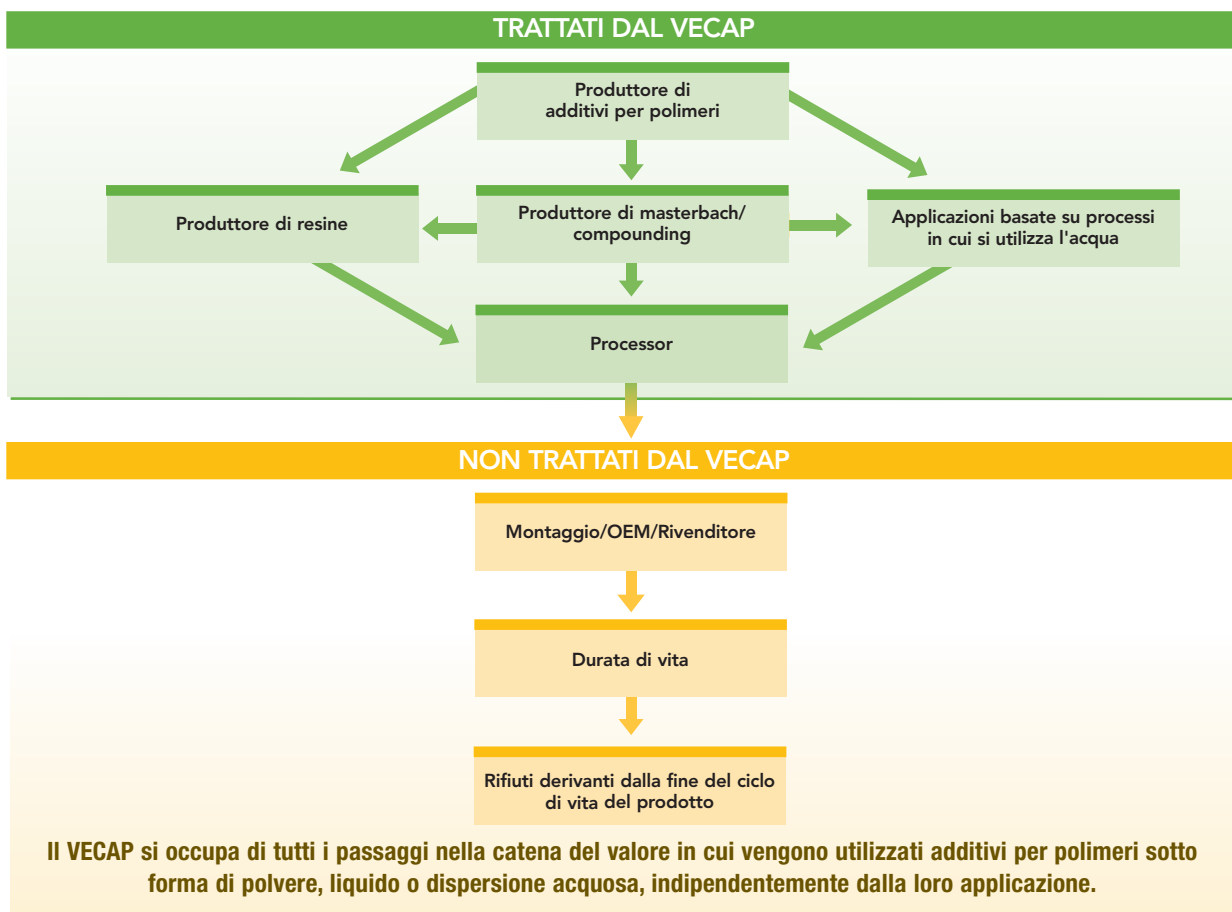 TRATTATI DAL VECAP
Produttore di
additivi per polimeri
Produttore di resine
Produttore di masterbach/
compounding
Applicazioni basate su processi
in cui si utilizza l'acqua
Processor
NON TRATTATI DAL VECAP
Montaggio/OEM/Rivenditore
Durata di vita
Rifiuti derivanti dalla fine del ciclo
di vita del prodotto
Il VECAP si occupa di tutti i passaggi nella catena del valore in cui vengono utilizzati additivi per polimeri sotto
forma di polvere, liquido o dispersione acquosa, indipendentemente dalla loro applicazione.